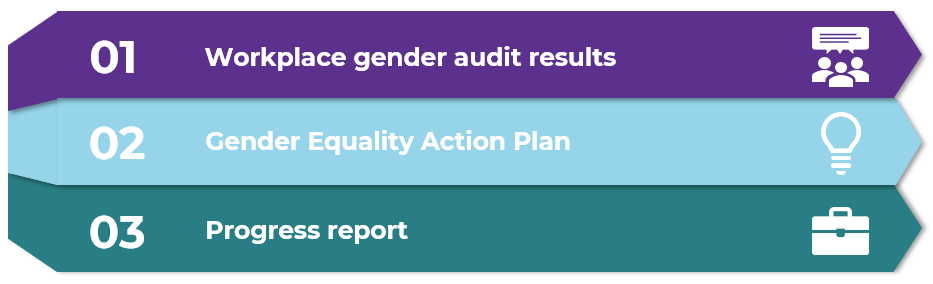 01
Workplace gender audit results
02
Gender Equality Action Plan
03
Progress report